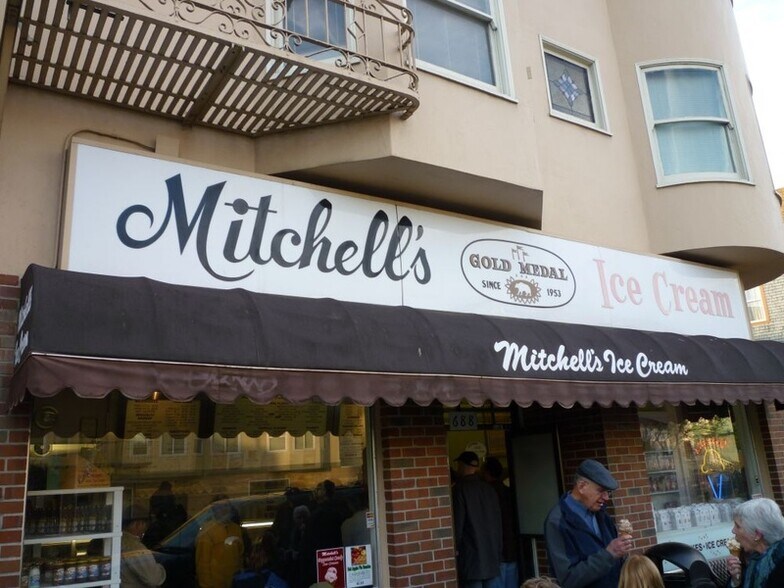 Mitchell's
GOLD MEDAL
SINCE 1953
Ice Cream
Mitchell's Ice Cream
688